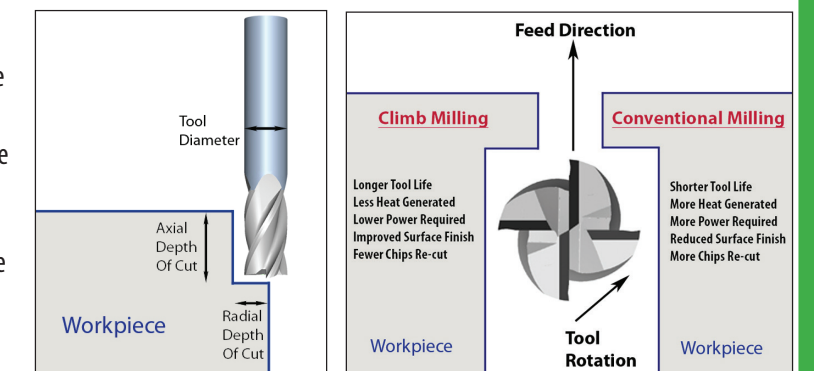 e
e
e
Tool
Diameter
Axial
Depth
Of Cut
Radial
Depth
Of Cut
Workpiece
Feed Direction
Climb Milling
Longer Tool Life
Less Heat Generated
Lower Power Required
Improved Surface Finish
Fewer Chips Re-cut
Workpiece
Conventional Milling
Shorter Tool Life
More Heat Generated
More Power Required
Reduced Surface Finish
More Chips Re-cut
Tool
Rotation
Workpiece